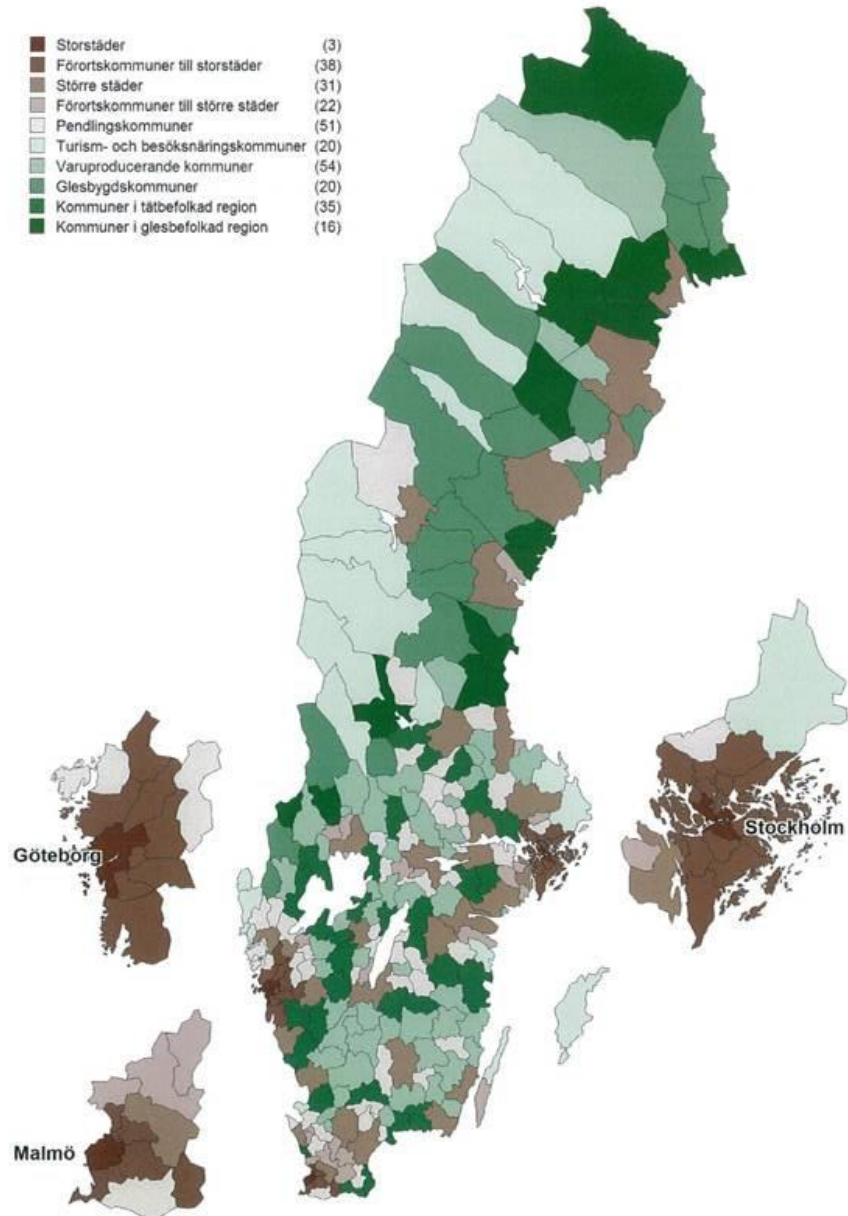 Storstäder (3)
Förortskommuner till storstäder (38)
Större städer (31)
Förortskommuner till större städer (22)
Pendlingskommuner (51)
Turism- och besöksnäringskommuner (20)
Varuproducerande kommuner (54)
Glesbygdskommuner (20)
Kommuner i tätbefolkad region (35)
Kommuner i glesbefolkad region (16)
Stockholm
Göteborg
Malmö